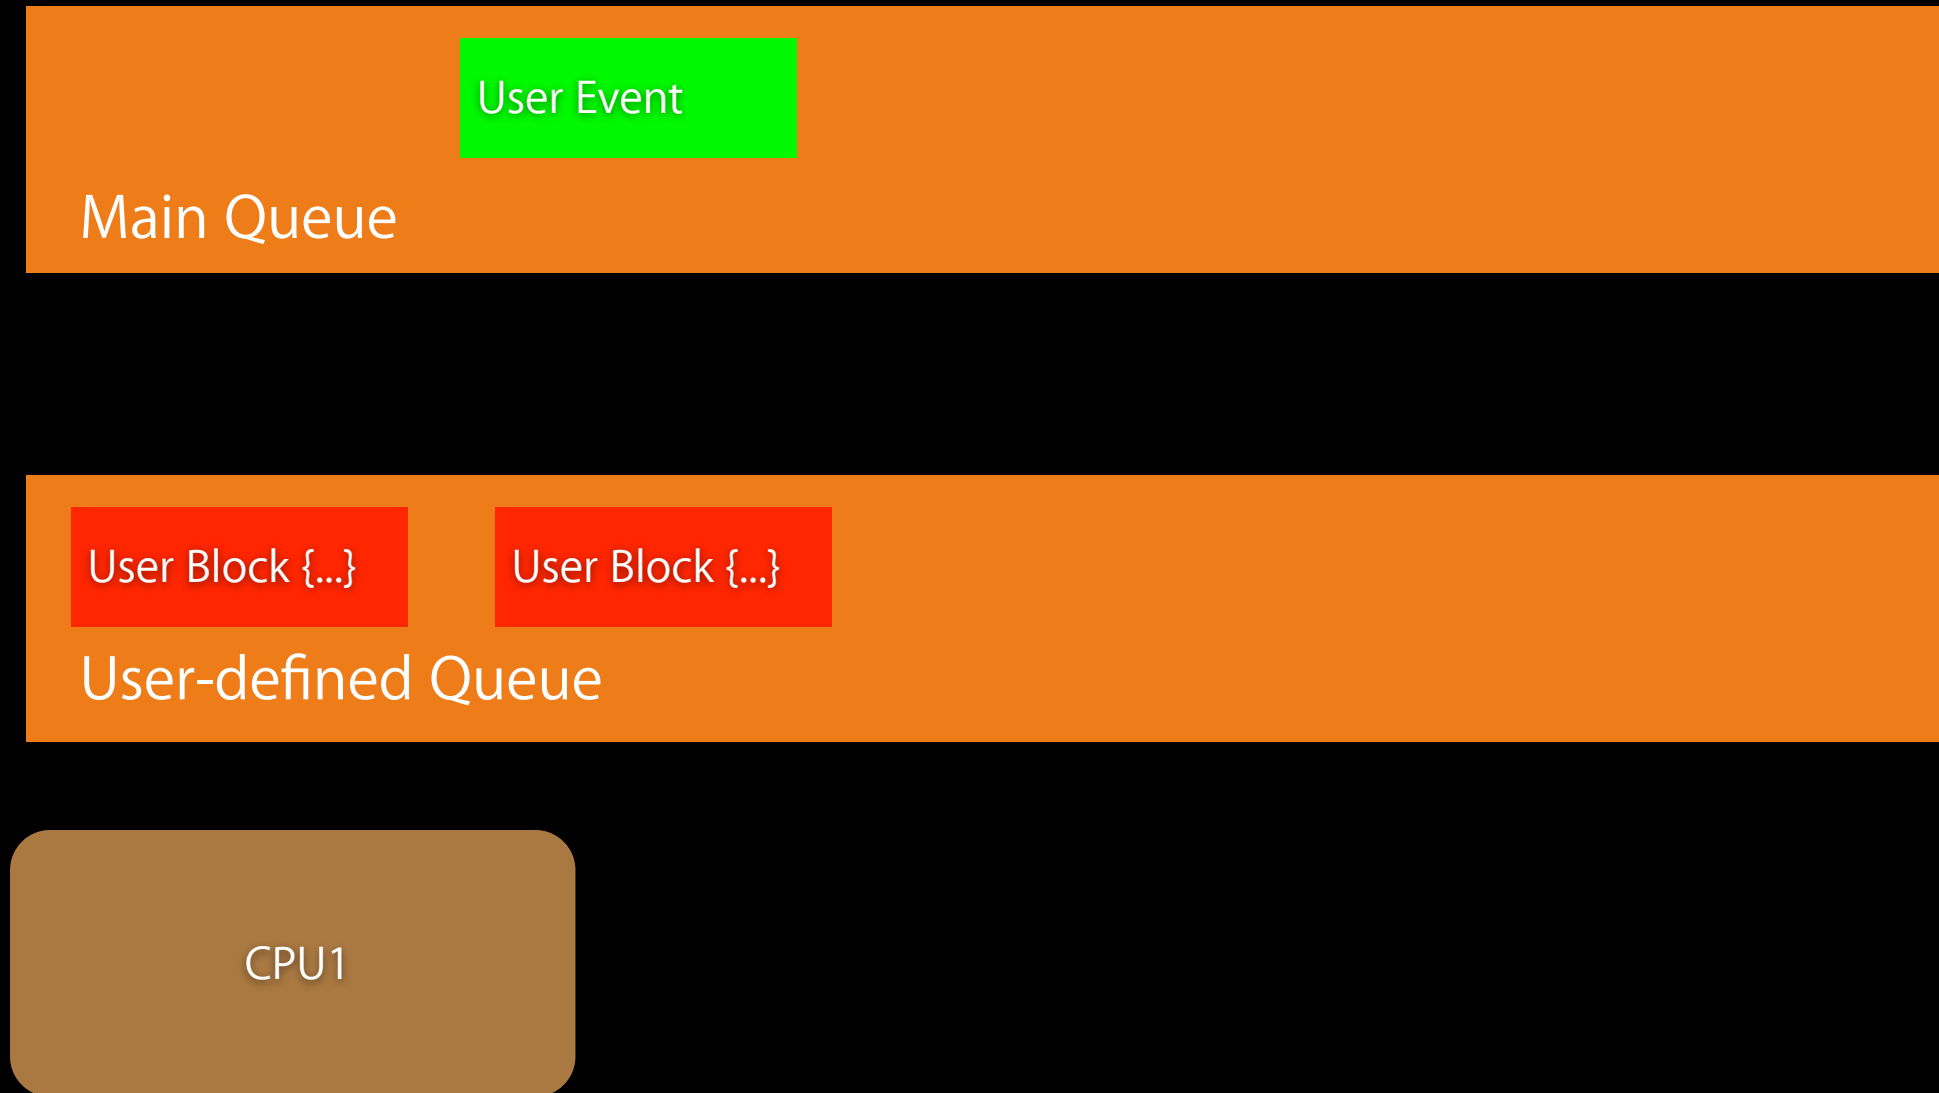 User Event
Main Queue
User Block {...} User Block {...}
User-defined Queue
CPU1